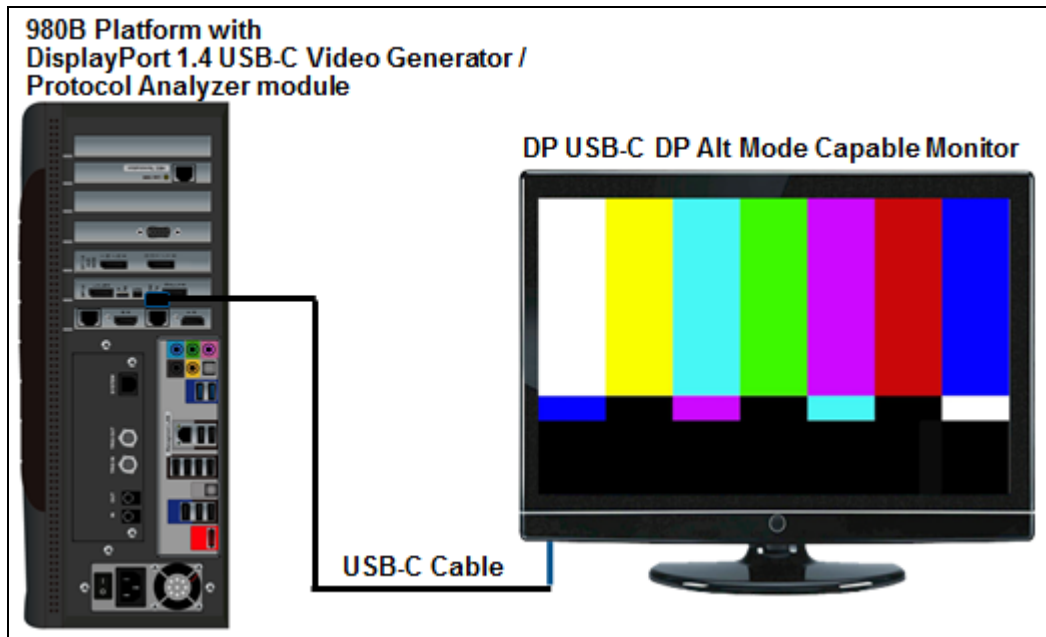 980B Platform with
DisplayPort 1.4 USB-C Video Generator /
Protocol Analyzer module
DP USB-C DP Alt Mode Capable Monitor
USB-C Cable